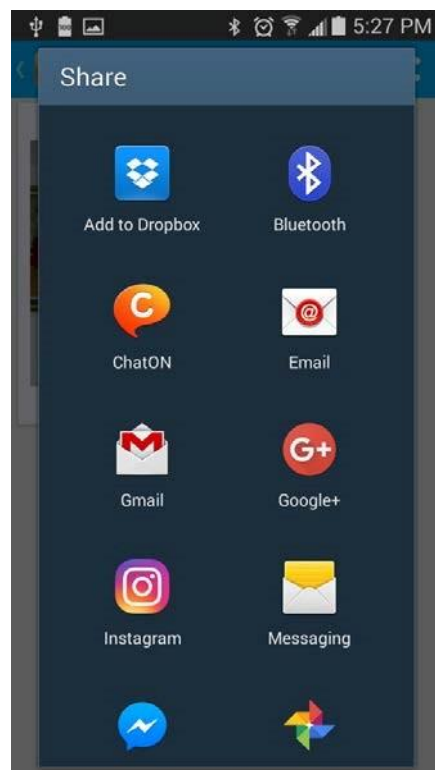 5:27 PM
Share
Add to Dropbox
Bluetooth
C
ChatON
@
Email
M
Gmail
G+
Google+
Instagram
Messaging